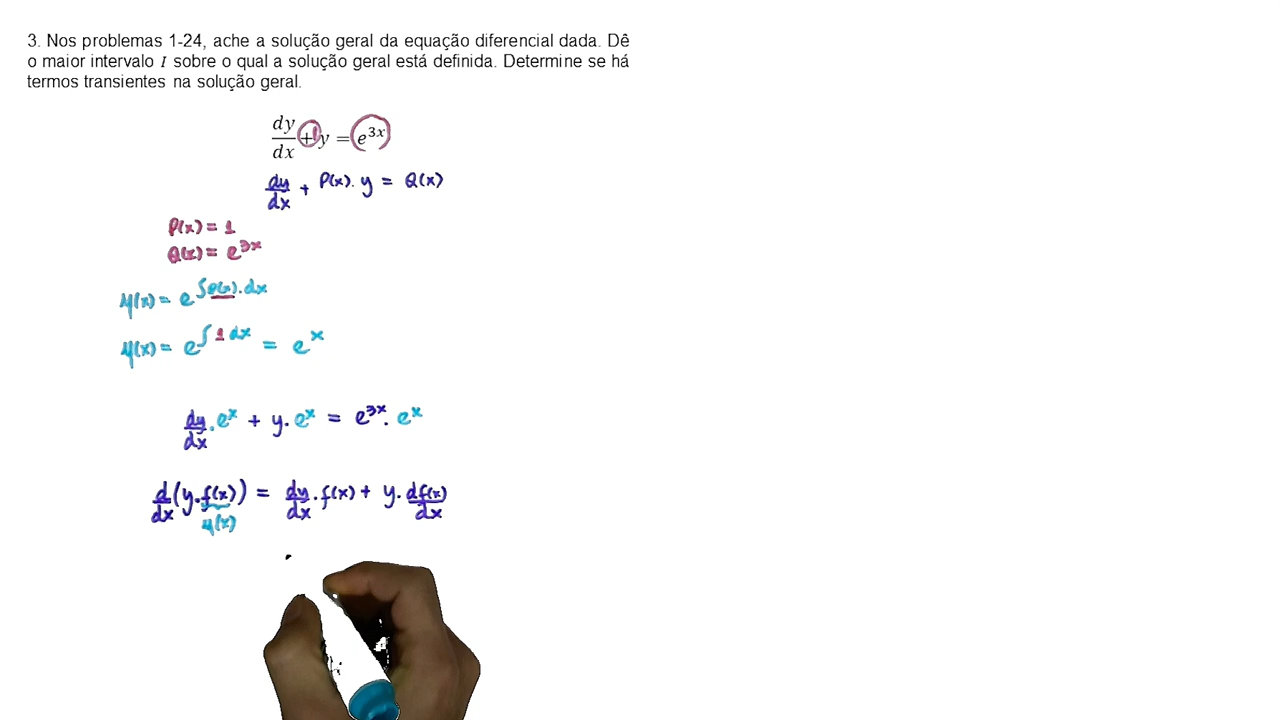 3. Nos problemas 1-24, ache a solução geral da equação diferencial dada. Dê
o maior intervalo I sobre o qual a solução geral está definida. Determine se há
termos transientes na solução geral.
dy/dx + 1y = e^{3x}
dy/dx + P(x). y = Q(x)
P(x) = 1
Q(x) = e^{3x}
μ(x) = e^{∫P(x).dx}
μ(x) = e^{∫1 dx} = e^x
dy/dx . e^x + y. e^x = e^{3x} . e^x
d/dx (y. f(x)) = dy/dx . f(x) + y. df(x)/dx
μ(x)